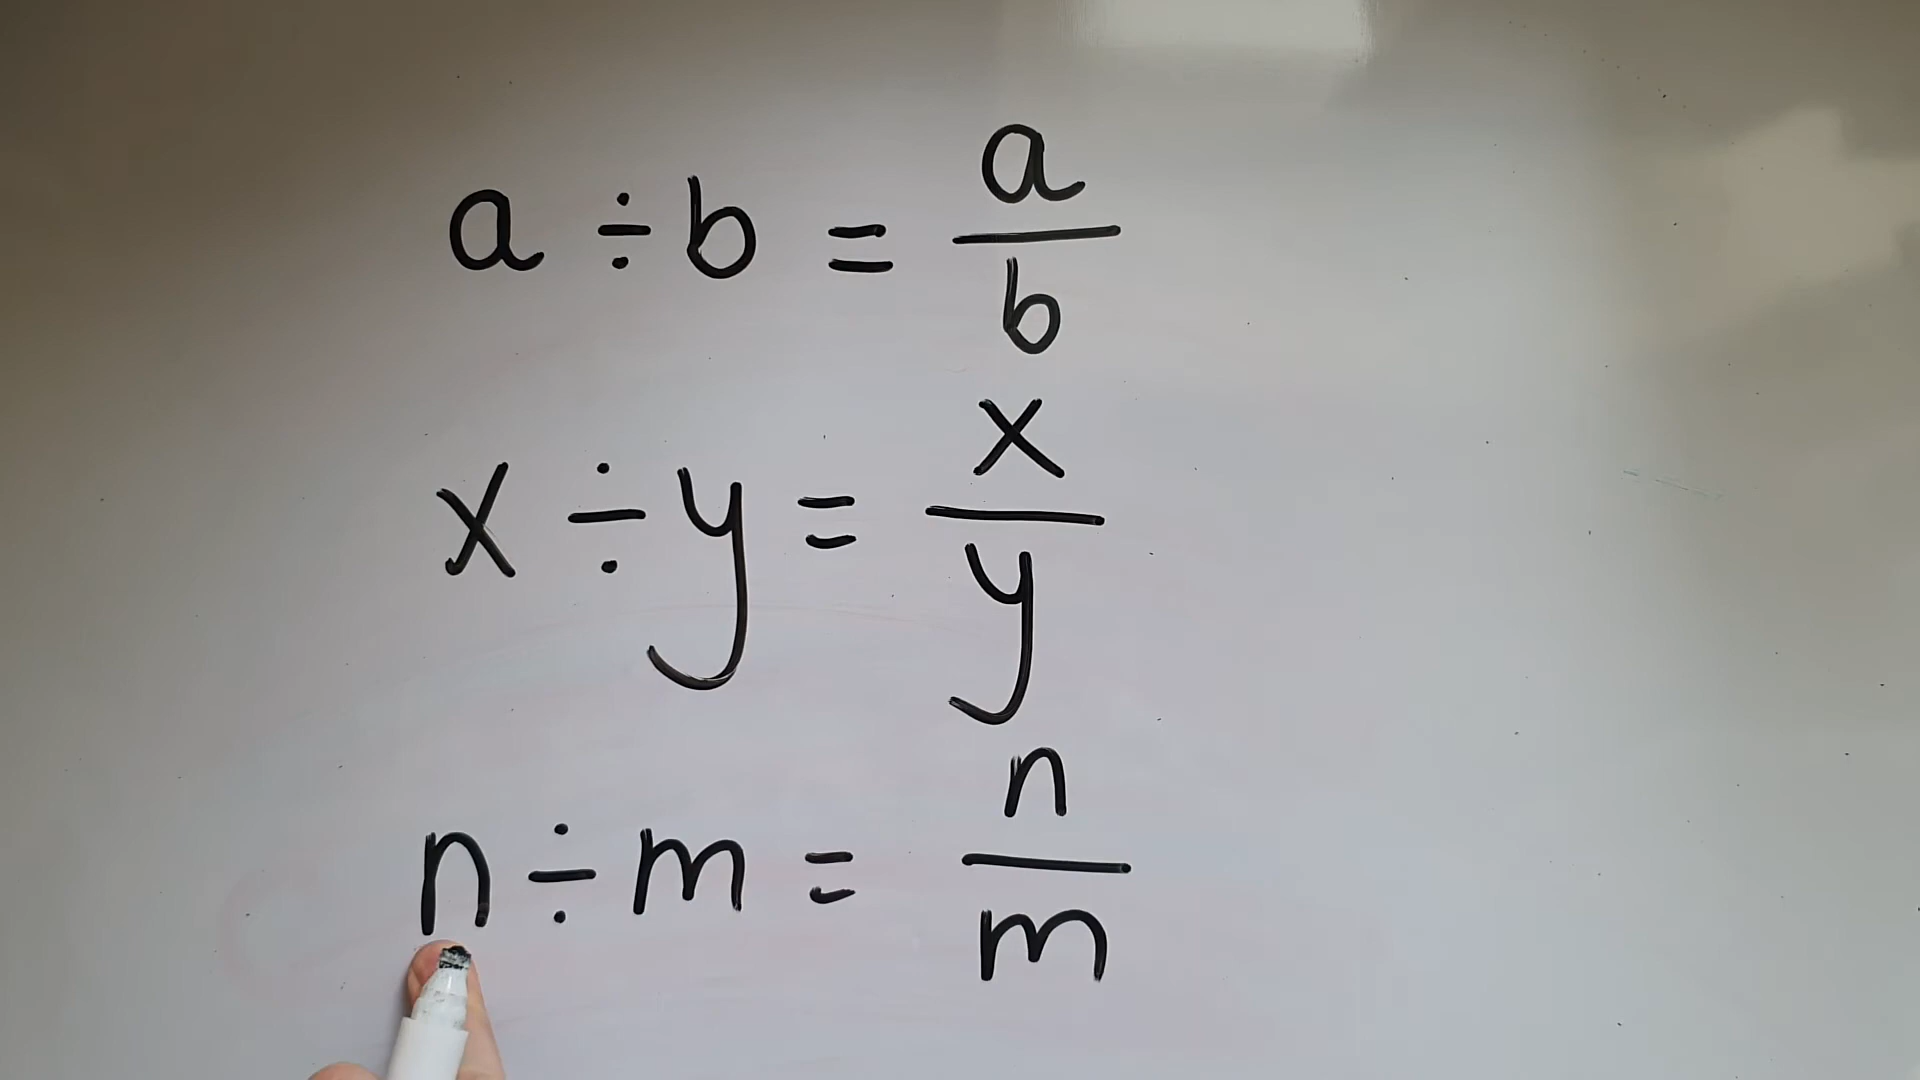 a ÷ b = a/b
x ÷ y = x/y
n ÷ m = n/m